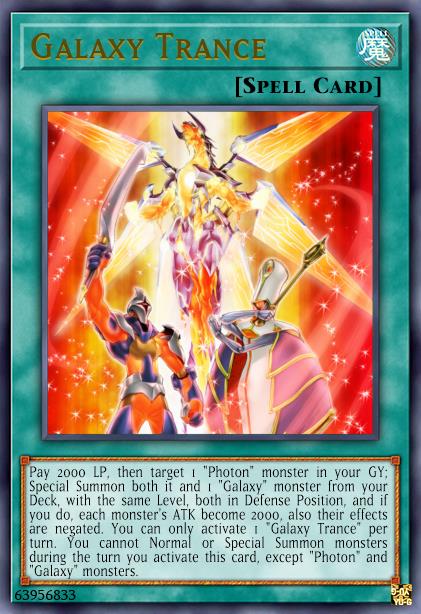 Galaxy Trance
魔
[Spell Card]
Pay 2000 LP, then target 1 "Photon" monster in your GY;
Special Summon both it and 1 "Galaxy" monster from your
Deck, with the same Level, both in Defense Position, and if
you do, each monster's ATK become 2000, also their effects
are negated. You can only activate 1 "Galaxy Trance" per
turn. You cannot Normal or Special Summon monsters
during the turn you activate this card, except "Photon" and
"Galaxy" monsters.
63956833